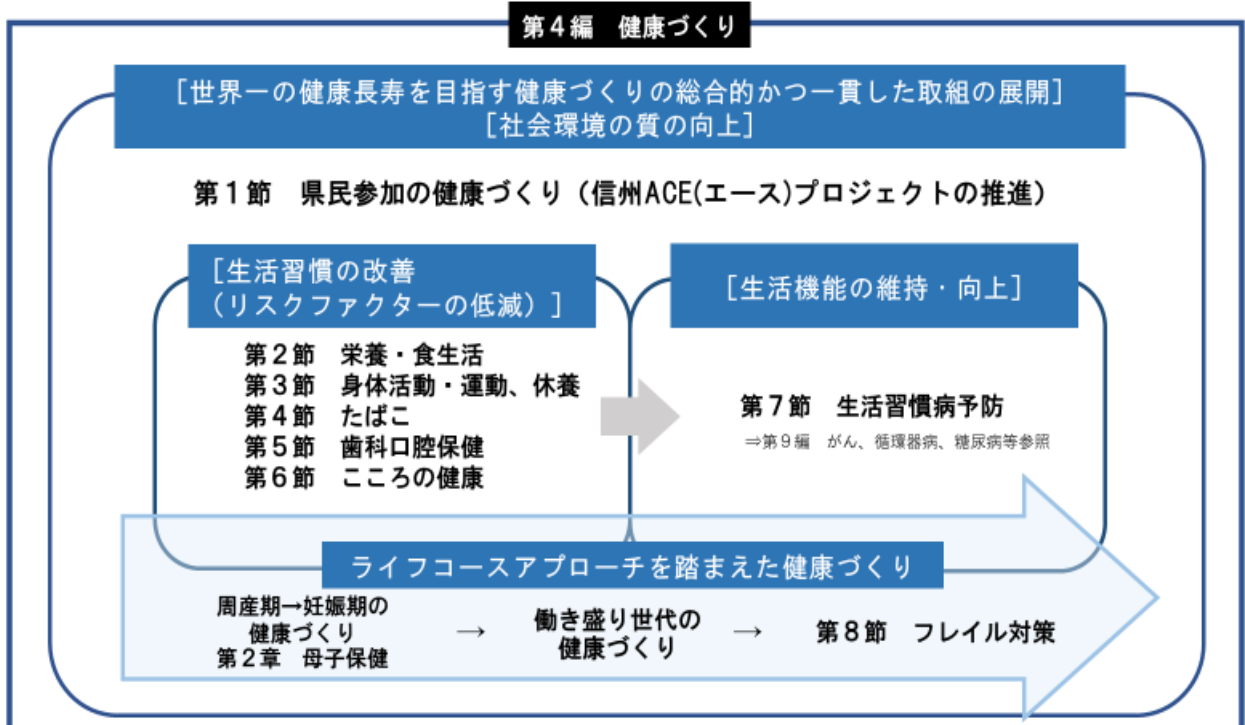 第4編　健康づくり
[世界一の健康長寿を目指す健康づくりの総合的かつ一貫した取組の展開]
[社会環境の質の向上]
第1節　県民参加の健康づくり（信州ACE(エース)プロジェクトの推進）
[生活習慣の改善
（リスクファクターの低減）]
第2節　栄養・食生活
第3節　身体活動・運動、休養
第4節　たばこ
第5節　歯科口腔保健
第6節　こころの健康
[生活機能の維持・向上]
第7節　生活習慣病予防
⇒第9編　がん、循環器病、糖尿病等参照
ライフコースアプローチを踏まえた健康づくり
周産期→妊娠期の
健康づくり
第2章　母子保健
→
働き盛り世代の
健康づくり
→
第8節　フレイル対策